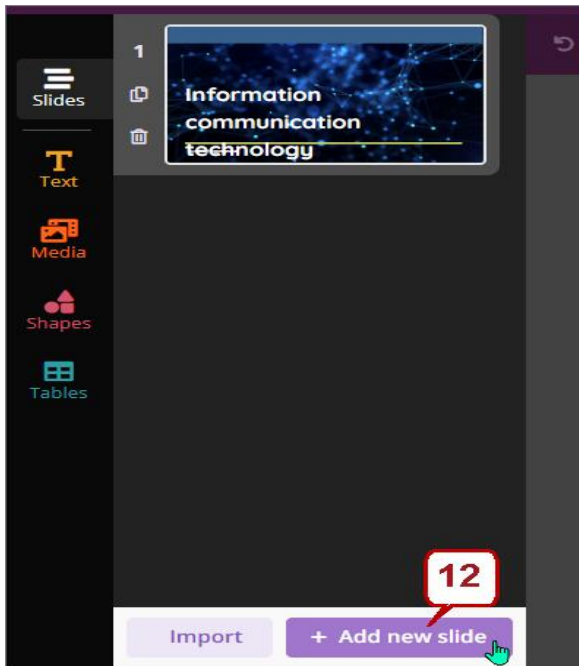 Slides
Text
Media
Shapes
Tables
1
Information
communication
technology
12
Import
+ Add new slide